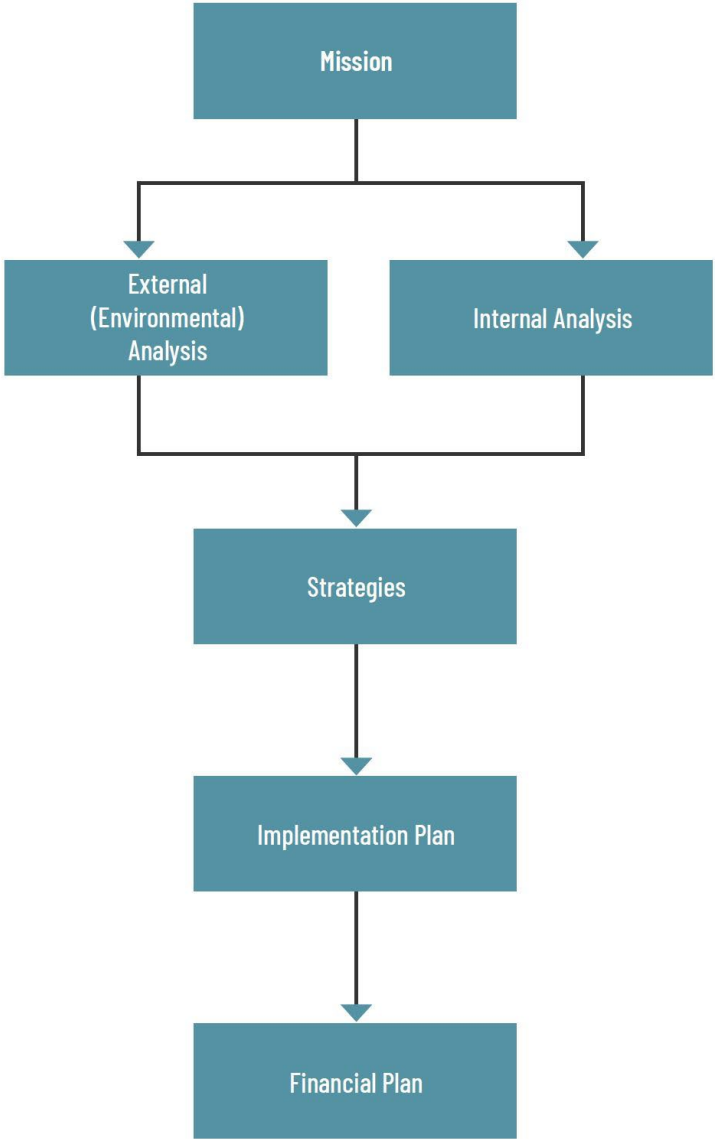 Mission
External
(Environmental)
Analysis
Internal Analysis
Strategies
Implementation Plan
Financial Plan